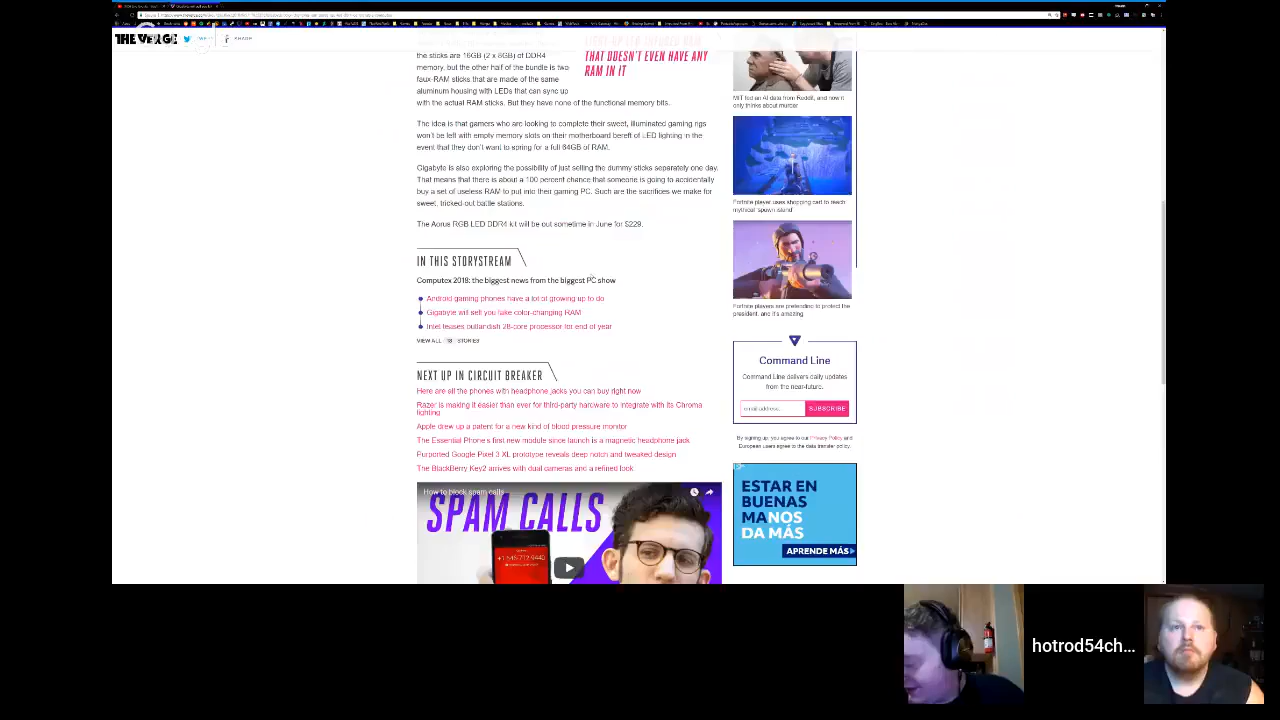 THE VERGE
SHARE
LIGHT-UP LED INFUSED RAM
THAT DOESN'T EVEN HAVE ANY
RAM IN IT
the sticks are 16GB (2 x 8GB) of DDR4
memory, but the other half of the bundle is two
faux-RAM sticks that are made of the same
aluminum housing with LEDs that can sync up
with the actual RAM sticks. But they have none of the functional memory bits.
The idea is that gamers who are looking to complete their sweet, illuminated gaming rigs
won't be left with empty memory slots on their motherboard bereft of LED lighting in the
event that they don't want to spring for a full 64GB of RAM.
Gigabyte is also exploring the possibility of just selling the dummy sticks separately one day.
That means that there is about a 100 percent chance that someone is going to accidentally
buy a set of useless RAM to put into their gaming PC. Such are the sacrifices we make for
sweet, tricked-out battle stations.
The Aorus RGB LED DDR4 kit will be out sometime in June for $229.
IN THIS STORYSTREAM
Computex 2018: the biggest news from the biggest PC show
Android gaming phones have a lot of growing up to do
Gigabyte will sell you fake color-changing RAM
Intel teases outlandish 28-core processor for end of year
VIEW ALL 18 STORIES
NEXT UP IN CIRCUIT BREAKER
Here are all the phones with headphone jacks you can buy right now
Razer is making it easier than ever for third-party hardware to integrate with its Chroma
lighting
Apple drew up a patent for a new kind of blood pressure monitor
The Essential Phone's first new module since launch is a magnetic headphone jack
Purported Google Pixel 3 XL prototype reveals deep notch and tweaked design
The BlackBerry Key2 arrives with dual cameras and a refined look
How to block spam calls
SPAM CALLS
MIT fed an AI data from Reddit, and now it
only thinks about murder
Fortnite player uses shopping cart to reach
mythical 'spawn island'
Fortnite players are pretending to protect the
president, and it's amazing
Command Line
Command Line delivers daily updates
from the near-future.
email address
SUBSCRIBE
By signing up, you agree to our Privacy Policy and
European users agree to the data transfer policy.
ESTAR EN
BUENAS
MANOS
DA MÁS
APRENDE MÁS
hotrod54ch...